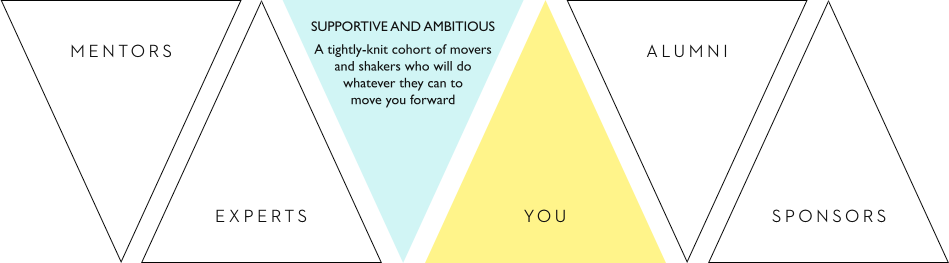 MENTORS
EXPERTS
SUPPORTIVE AND AMBITIOUS
A tightly-knit cohort of movers
and shakers who will do
whatever they can to
move you forward
YOU
ALUMNI
SPONSORS